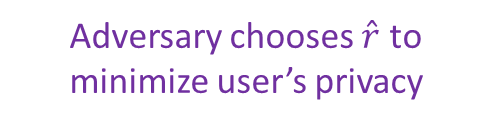 Adversary chooses r̂ to
minimize user’s privacy